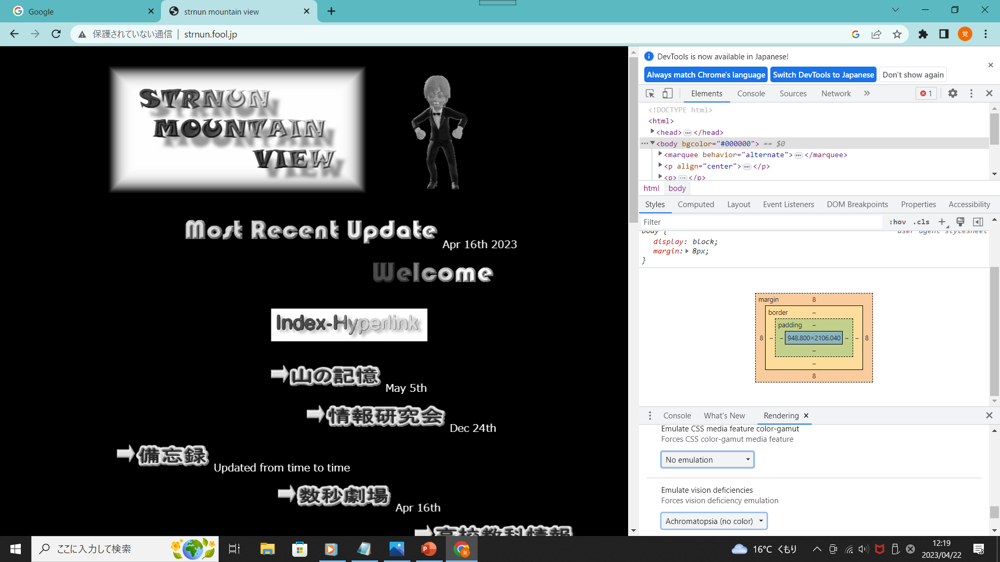 Google
strnun mountain view
保護されていない通信
strnun.fool.jp
覚
STRNUN
MOUNTAIN
VIEW
Most Recent Update Apr 16th 2023
Welcome
Index-Hyperlink
山の記憶 May 5th
情報研究会 Dec 24th
備忘録 Updated from time to time
数秒劇場 Apr 16th
高校教科情報
DevTools is now available in Japanese!
Always match Chrome's language
Switch DevTools to Japanese
Don't show again
Elements
Console
Sources
Network
1
<!DOCTYPE html>
<html>
<head> … </head>
<body bgcolor="#000000"> == $0
<marquee behavior="alternate"> … </marquee>
<p align="center"> … </p>
<p> … </p>
html
body
Styles
Computed
Layout
Event Listeners
DOM Breakpoints
Properties
Accessibility
Filter
:hov
.cls
body {
user agent stylesheet
display: block;
margin: 8px;
}
margin
8
border
–
padding
–
8
–
–
948.800×2106.040
–
–
8
–
–
8
Console
What's New
Rendering
Emulate CSS media feature color-gamut
Forces CSS color-gamut media feature
No emulation
Emulate vision deficiencies
Forces vision deficiency emulation
Achromatopsia (no color)
ここに入力して検索
16°C くもり
12:19
2023/04/22